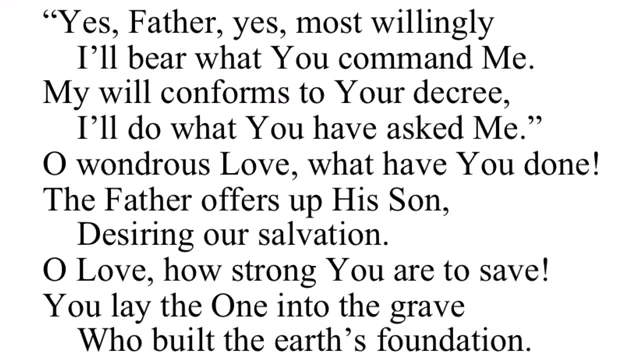 “Yes, Father, yes, most willingly
I’ll bear what You command Me.
My will conforms to Your decree,
I’ll do what You have asked Me.”
O wondrous Love, what have You done!
The Father offers up His Son,
Desiring our salvation.
O Love, how strong You are to save!
You lay the One into the grave
Who built the earth’s foundation.